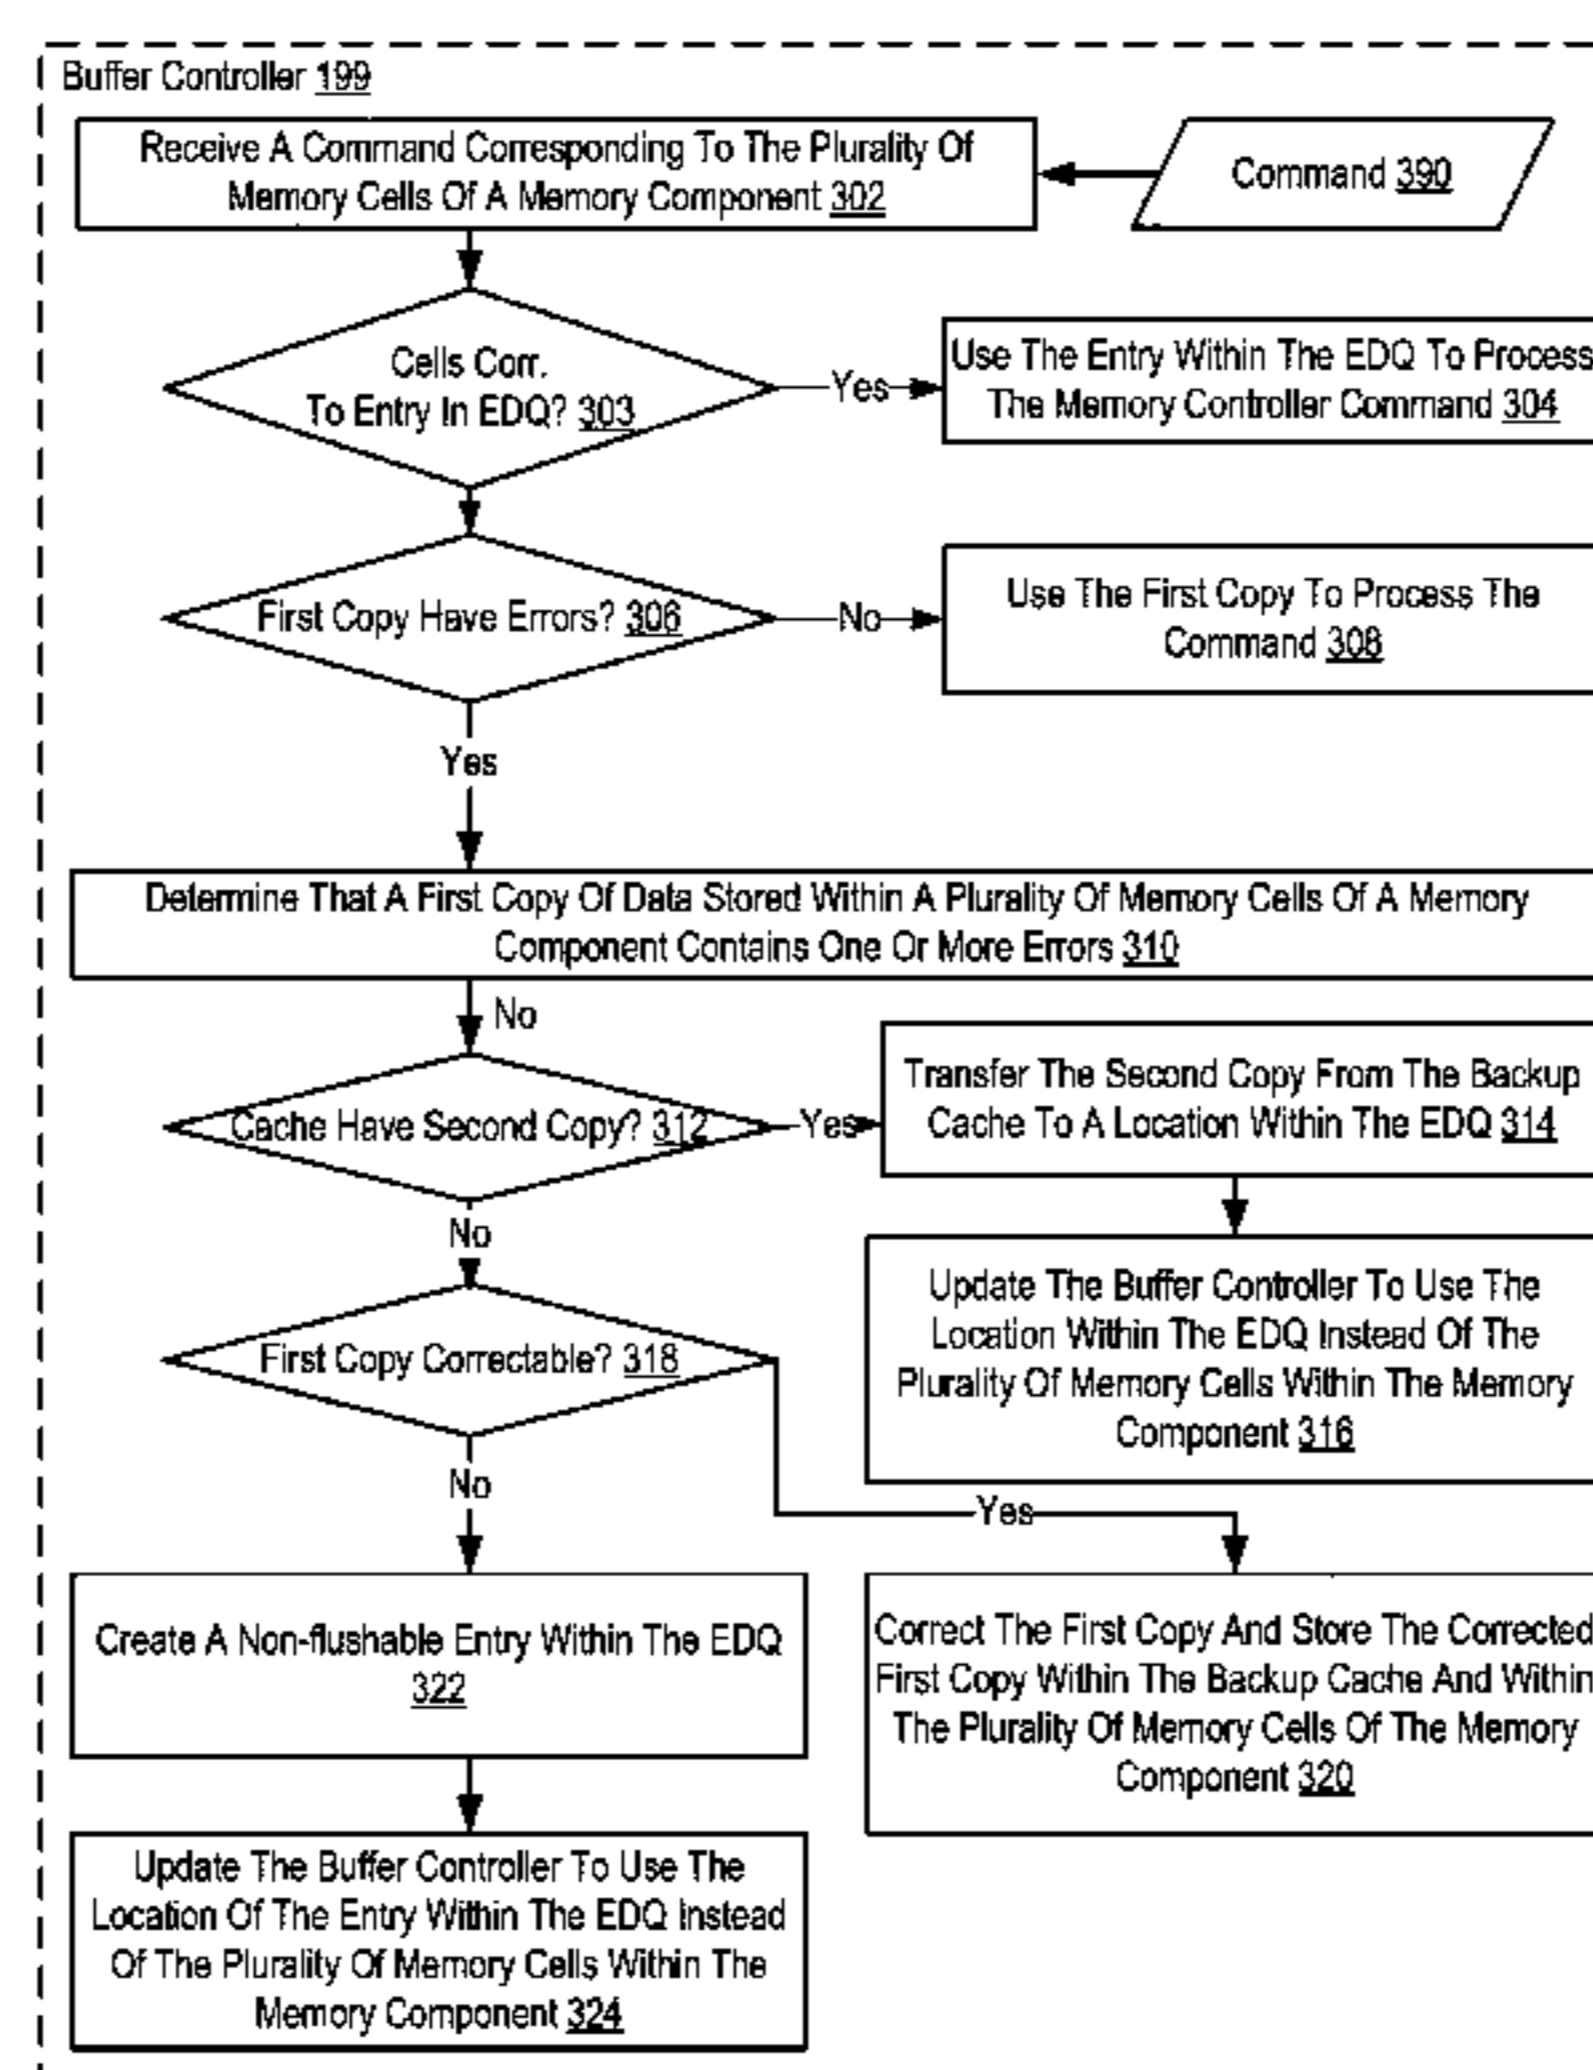 Buffer Controller 199
Receive A Command Corresponding To The Plurality Of
Memory Cells Of A Memory Component 302
Command 390
Cells Corr.
To Entry In EDQ? 303
Yes
Use The Entry Within The EDQ To Process
The Memory Controller Command 304
First Copy Have Errors? 306
No
Use The First Copy To Process The
Command 308
Yes
Determine That A First Copy Of Data Stored Within A Plurality Of Memory Cells Of A Memory
Component Contains One Or More Errors 310
No
Cache Have Second Copy? 312
Yes
Transfer The Second Copy From The Backup
Cache To A Location Within The EDQ 314
No
Update The Buffer Controller To Use The
Location Within The EDQ Instead Of The
Plurality Of Memory Cells Within The Memory
Component 316
First Copy Correctable? 318
No
Yes
Create A Non-flushable Entry Within The EDQ
322
Correct The First Copy And Store The Corrected
First Copy Within The Backup Cache And Within
The Plurality Of Memory Cells Of The Memory
Component 320
Update The Buffer Controller To Use The
Location Of The Entry Within The EDQ Instead
Of The Plurality Of Memory Cells Within The
Memory Component 324